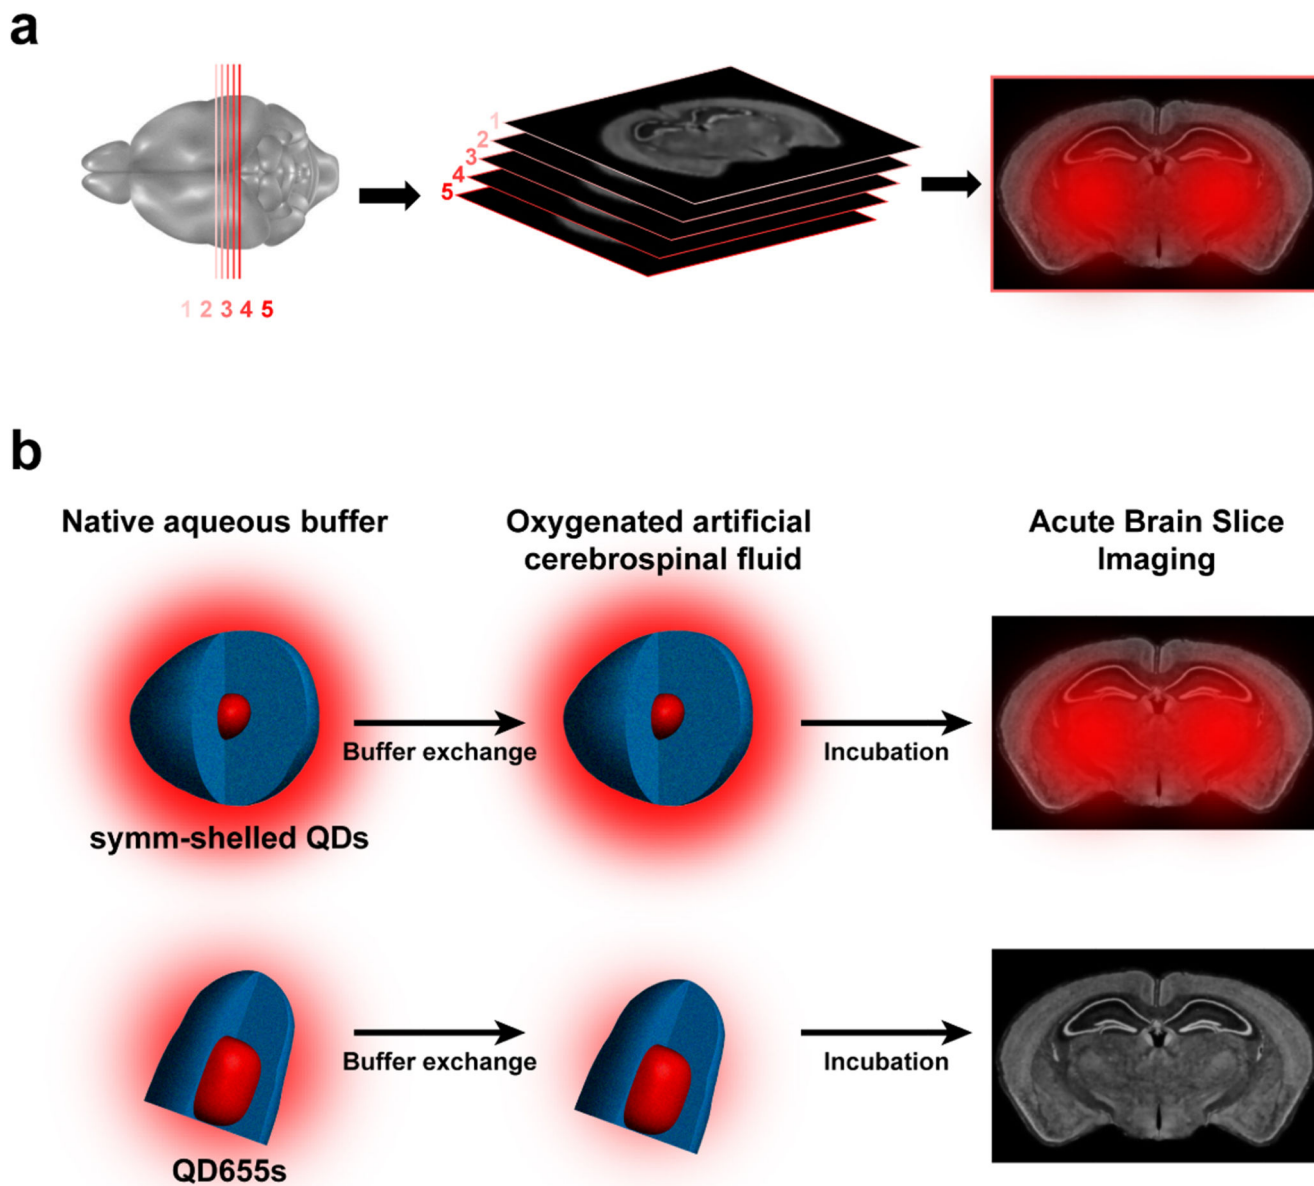 a
1
2
3
4
5
1 2 3 4 5
b
Native aqueous buffer
Oxygenated artificial
cerebrospinal fluid
Acute Brain Slice
Imaging
Buffer exchange
Incubation
symm-shelled QDs
Buffer exchange
Incubation
QD655s